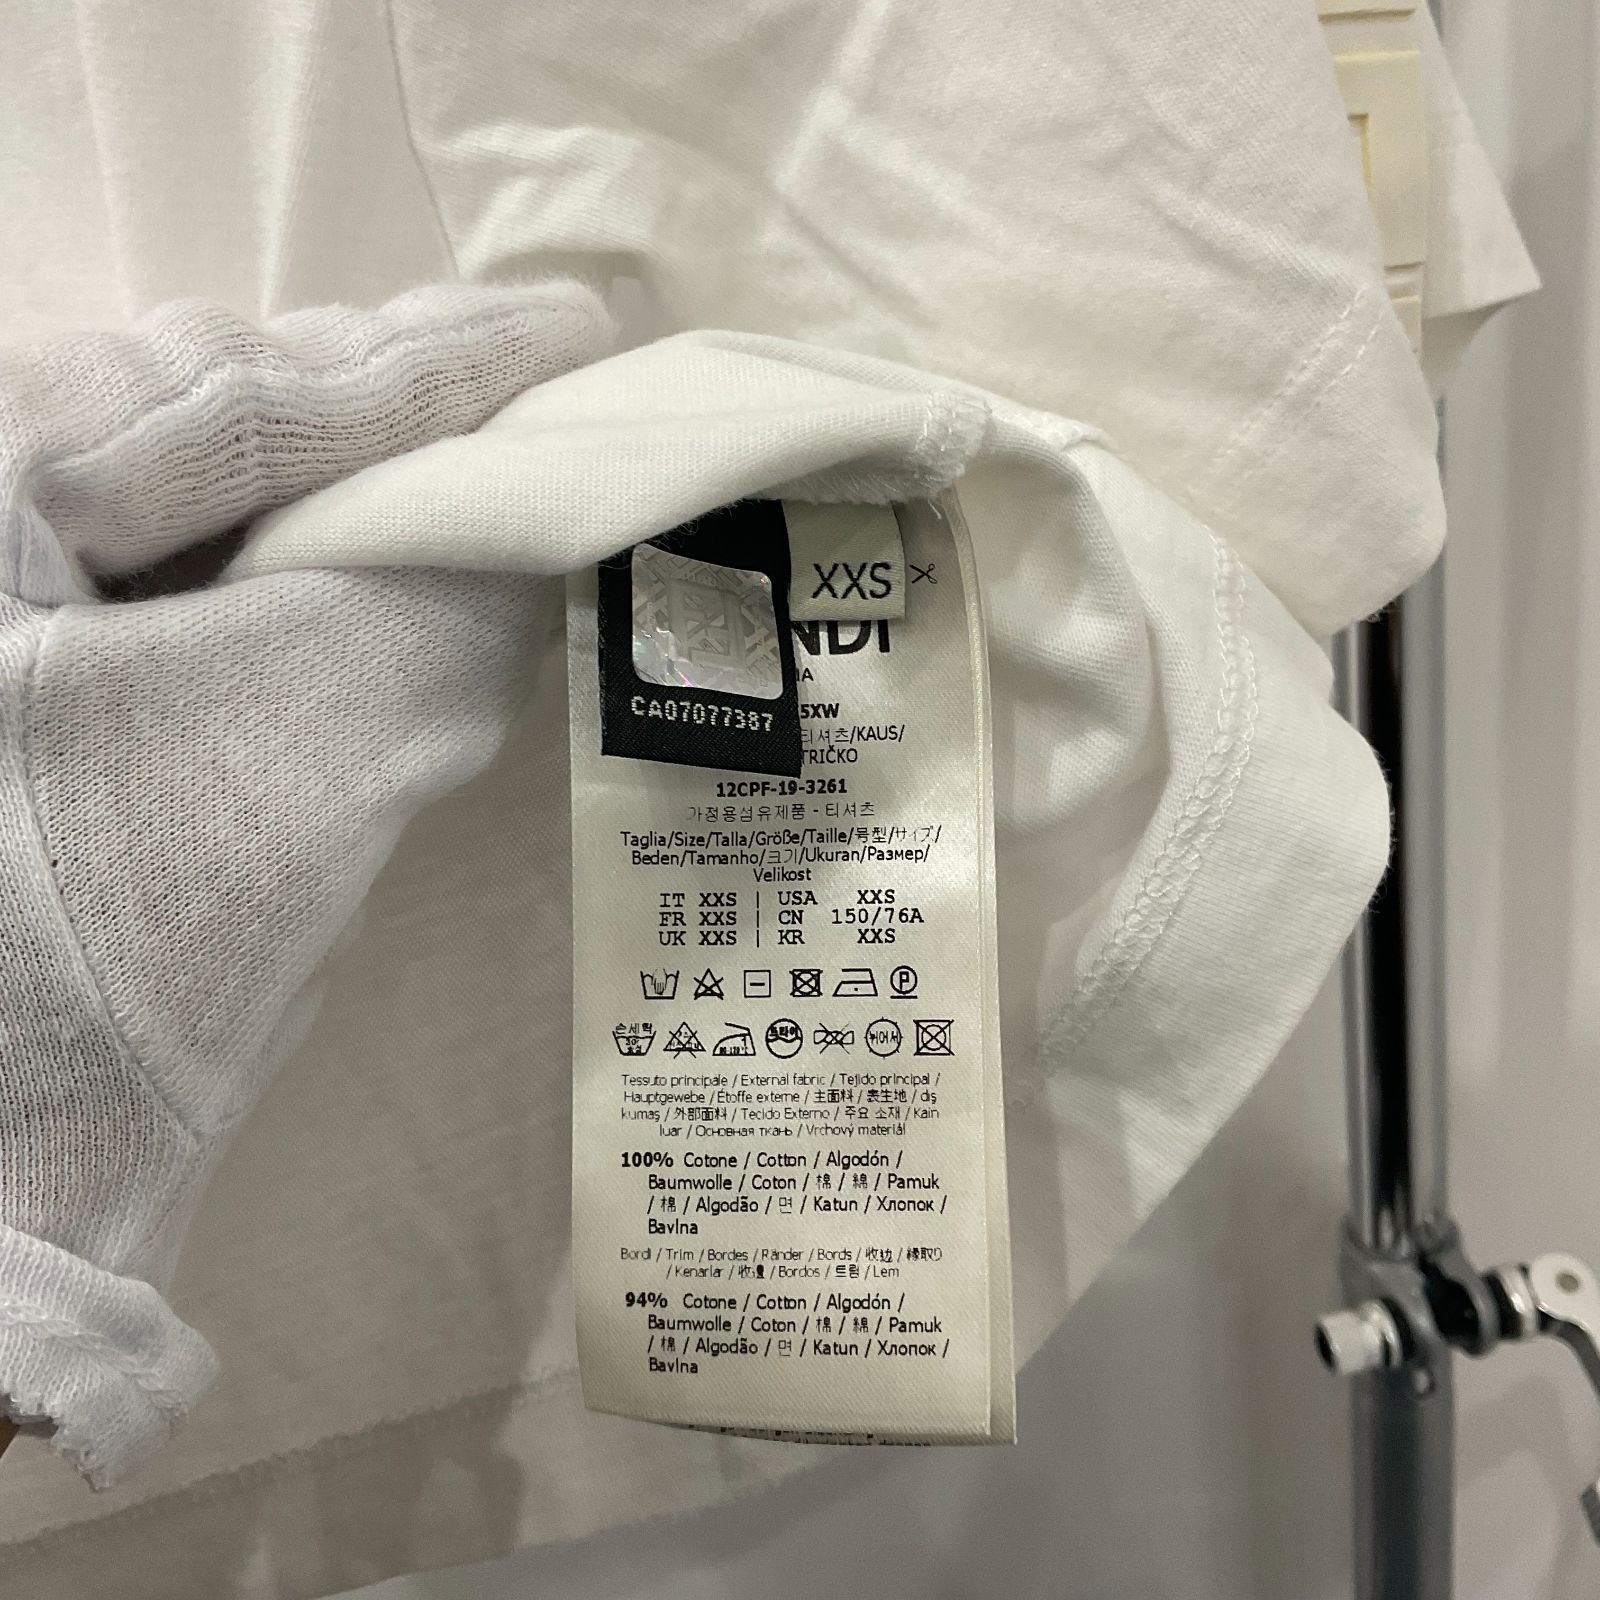 XXS
NDI
CA07077387
5XW
티셔츠/KAUS/
TRIČKO
12CPF-19-3261
가정용섬유제품 - 티셔츠
Taglia/Size/Talla/Größe/Taille/号型/サイズ/
Beden/Tamanho/크기/Ukuran/Размер/
Velikost
IT XXS | USA XXS
FR XXS | CN 150/76A
UK XXS | KR XXS
손세탁
드라이
Tessuto principale / External fabric / Tejido principal /
Hauptgewebe / Étoffe externe / 主面料 / 表生地 / dış
kumaş / 外部面料 / Tecido Externo / 주요 소재 / Kain
luar / Основная ткань / Vrchový materiál
100% Cotone / Cotton / Algodón /
Baumwolle / Coton / 棉 / 綿 / Pamuk
/ 棉 / Algodão / 면 / Katun / Хлопок /
Bavlna
Bordi / Trim / Bordes / Ränder / Bords / 收边 / 縁取り
/ Kenarlar / 收邊 / Bordos / 트림 / Lem
94% Cotone / Cotton / Algodón /
Baumwolle / Coton / 棉 / 綿 / Pamuk
/ 棉 / Algodão / 면 / Katun / Хлопок /
Bavlna